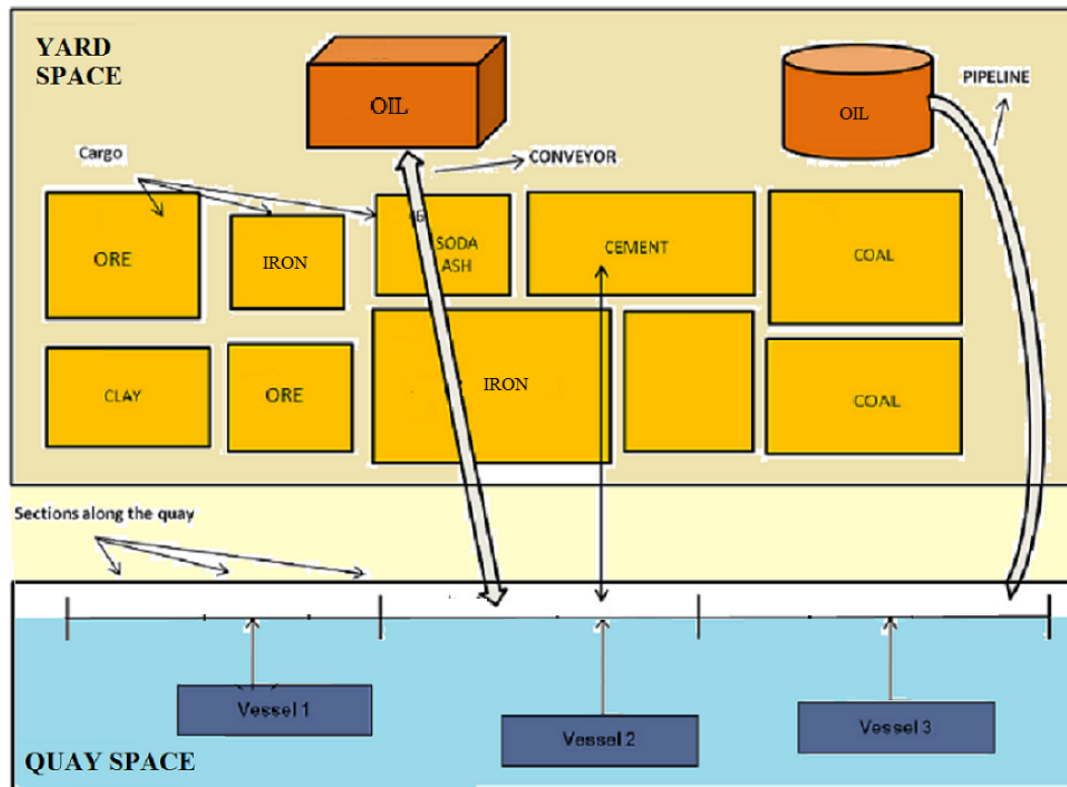 YARD
SPACE
OIL
OIL
PIPELINE
Cargo
CONVEYOR
ORE
IRON
SODA
ASH
CEMENT
COAL
CLAY
ORE
IRON
COAL
Sections along the quay
Vessel 1
Vessel 2
Vessel 3
QUAY SPACE